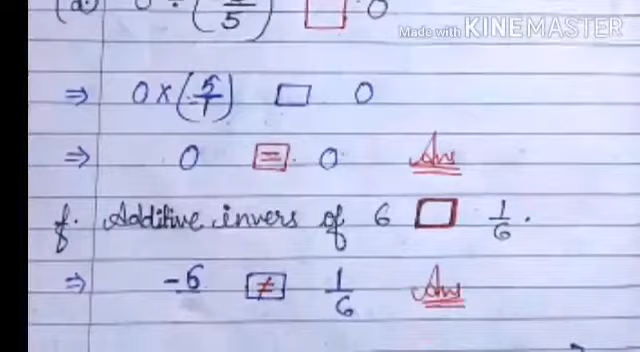 Made with KINEMASTER
⇒ 0 × (5/1) □ 0
⇒ 0 = 0 Ans
f. Additive invers of 6 □ 1/6.
⇒ -6 ≠ 1/6 Ans